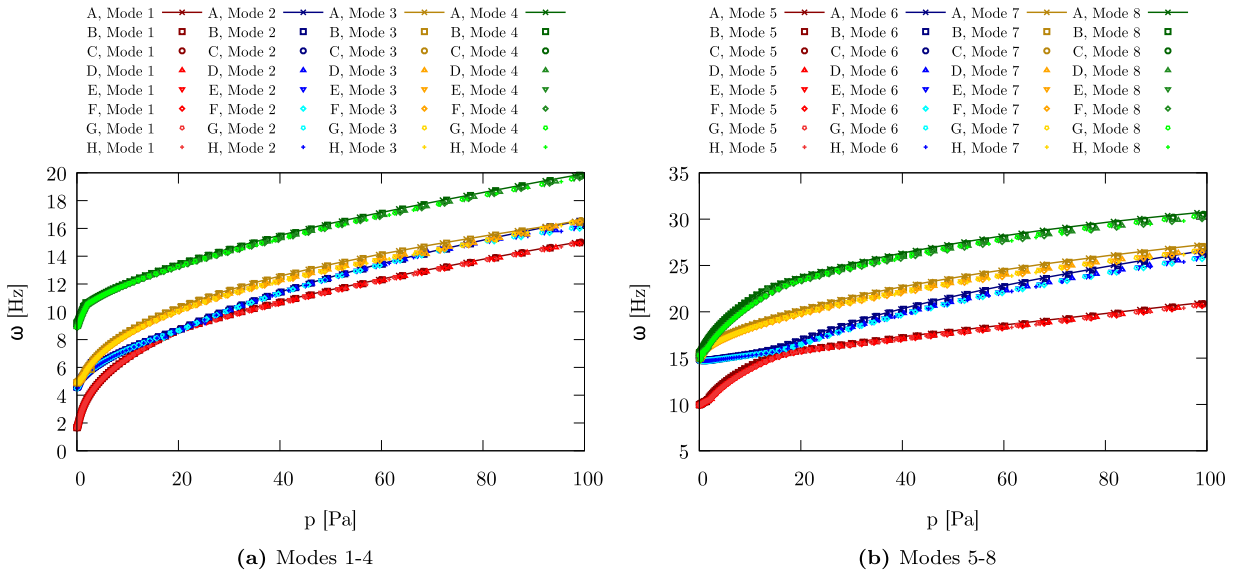 A, Mode 1 A, Mode 2 A, Mode 3 A, Mode 4
B, Mode 1 B, Mode 2 B, Mode 3 B, Mode 4
C, Mode 1 C, Mode 2 C, Mode 3 C, Mode 4
D, Mode 1 D, Mode 2 D, Mode 3 D, Mode 4
E, Mode 1 E, Mode 2 E, Mode 3 E, Mode 4
F, Mode 1 F, Mode 2 F, Mode 3 F, Mode 4
G, Mode 1 G, Mode 2 G, Mode 3 G, Mode 4
H, Mode 1 H, Mode 2 H, Mode 3 H, Mode 4
20
18
16
14
12
10
8
6
4
2
0
ω [Hz]
0 20 40 60 80 100
p [Pa]
(a) Modes 1-4
A, Mode 5 A, Mode 6 A, Mode 7 A, Mode 8
B, Mode 5 B, Mode 6 B, Mode 7 B, Mode 8
C, Mode 5 C, Mode 6 C, Mode 7 C, Mode 8
D, Mode 5 D, Mode 6 D, Mode 7 D, Mode 8
E, Mode 5 E, Mode 6 E, Mode 7 E, Mode 8
F, Mode 5 F, Mode 6 F, Mode 7 F, Mode 8
G, Mode 5 G, Mode 6 G, Mode 7 G, Mode 8
H, Mode 5 H, Mode 6 H, Mode 7 H, Mode 8
35
30
25
20
15
10
5
ω [Hz]
0 20 40 60 80 100
p [Pa]
(b) Modes 5-8